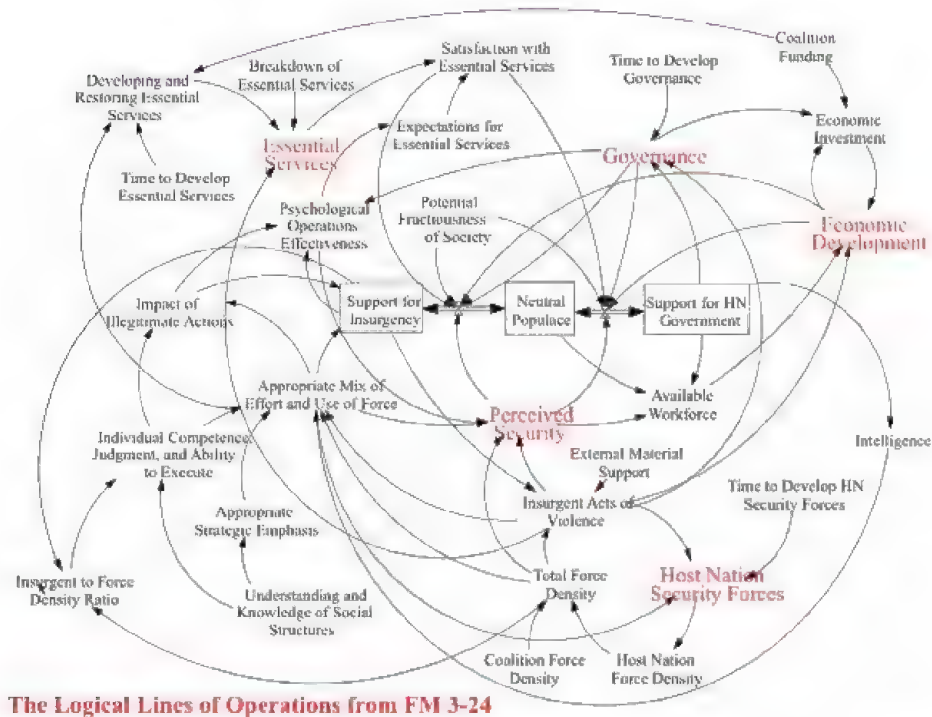 Coalition
Funding
Satisfaction with
Essential Services
Time to Develop
Governance
Breakdown of
Essential Services
Developing and
Restoring Essential
Services
Expectations for
Essential Services
Economic
Investment
Essential
Services
Governance
Time to Develop
Essential Services
Psychological
Operations
Effectiveness
Potential
Fractiousness
of Society
Economic
Development
Impact of
Illegitimate Actions
Support for
Insurgency
Neutral
Populace
Support for HN
Government
Appropriate Mix of
Effort and Use of Force
Available
Workforce
Perceived
Security
Individual Competence,
Judgment, and Ability
to Execute
Intelligence
External Material
Support
Time to Develop HN
Security Forces
Insurgent Acts of
Violence
Appropriate
Strategic Emphasis
Insurgent to Force
Density Ratio
Total Force
Density
Host Nation
Security Forces
Understanding and
Knowledge of Social
Structures
Coalition Force
Density
Host Nation
Force Density
The Logical Lines of Operations from FM 3-24